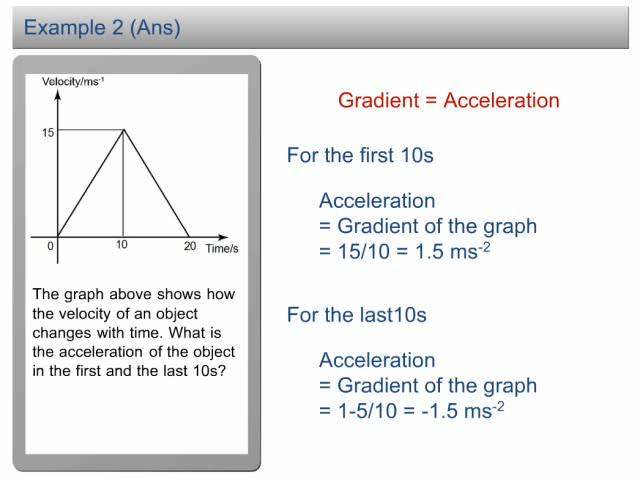 Example 2 (Ans)
Velocity/ms⁻¹
15
0
10
20
Time/s
The graph above shows how
the velocity of an object
changes with time. What is
the acceleration of the object
in the first and the last 10s?
Gradient = Acceleration
For the first 10s
Acceleration
= Gradient of the graph
= 15/10 = 1.5 ms⁻²
For the last10s
Acceleration
= Gradient of the graph
= 1-5/10 = -1.5 ms⁻²